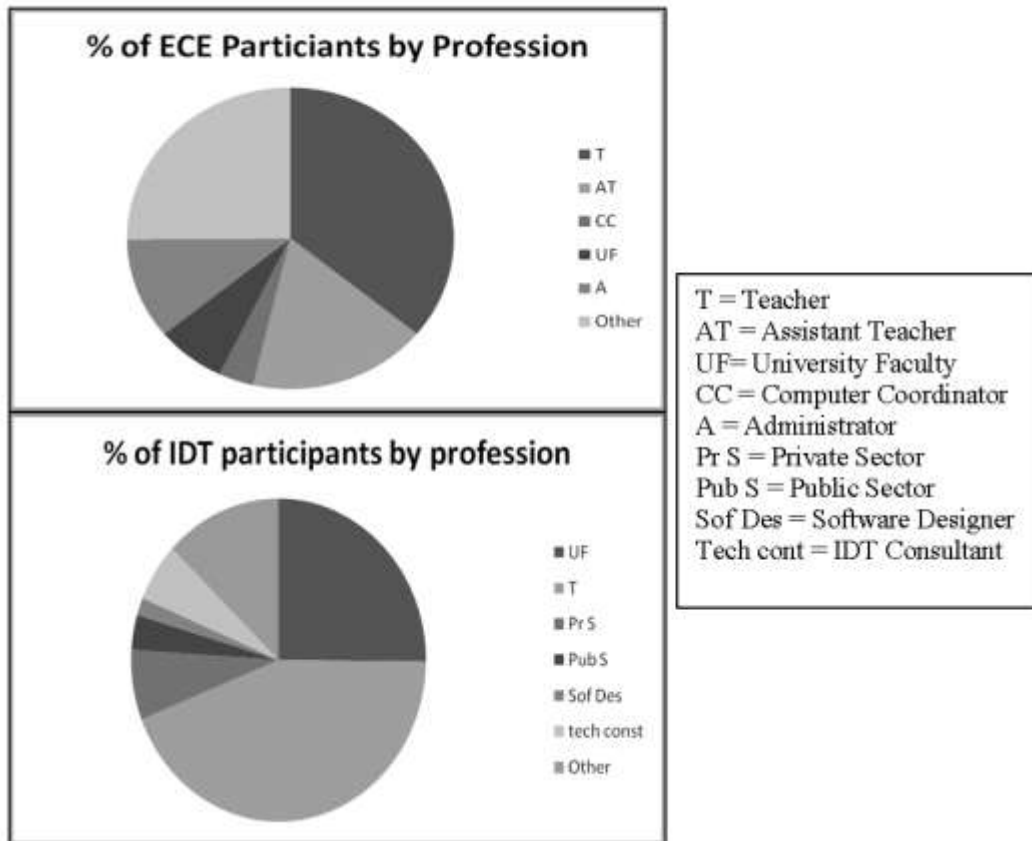 % of ECE Particiants by Profession
T
AT
CC
UF
A
Other
% of IDT participants by profession
UF
T
Pr S
Pub S
Sof Des
tech const
Other
T = Teacher
AT = Assistant Teacher
UF= University Faculty
CC = Computer Coordinator
A = Administrator
Pr S = Private Sector
Pub S = Public Sector
Sof Des = Software Designer
Tech cont = IDT Consultant